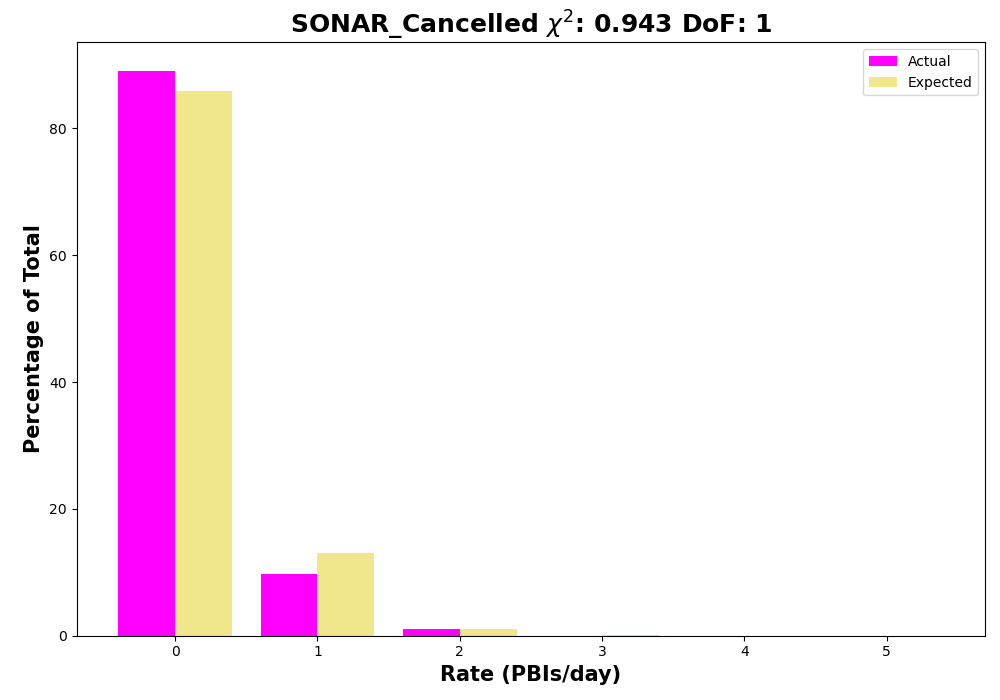 SONAR_Cancelled χ²: 0.943 DoF: 1
Actual
Expected
Percentage of Total
80
60
40
20
0
0 1 2 3 4 5
Rate (PBIs/day)